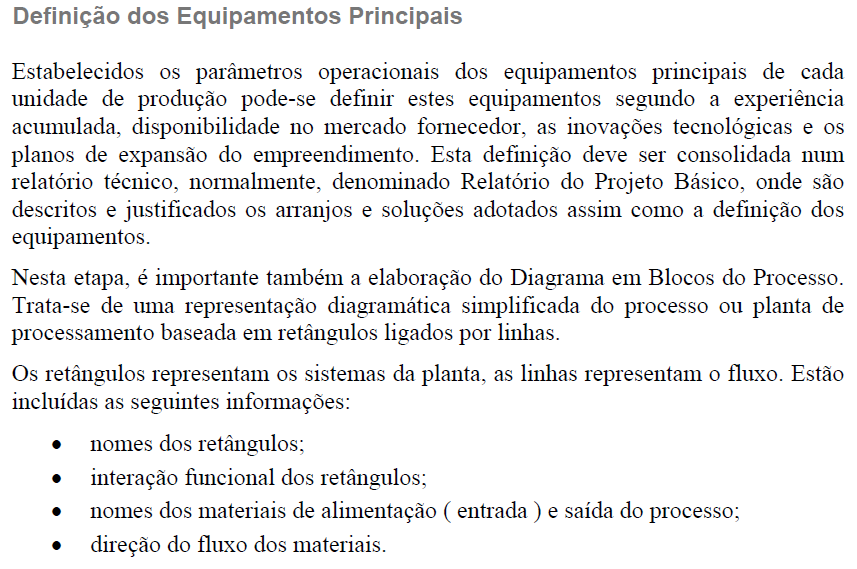 Definição dos Equipamentos Principais
Estabelecidos os parâmetros operacionais dos equipamentos principais de cada
unidade de produção pode-se definir estes equipamentos segundo a experiência
acumulada, disponibilidade no mercado fornecedor, as inovações tecnológicas e os
planos de expansão do empreendimento. Esta definição deve ser consolidada num
relatório técnico, normalmente, denominado Relatório do Projeto Básico, onde são
descritos e justificados os arranjos e soluções adotados assim como a definição dos
equipamentos.
Nesta etapa, é importante também a elaboração do Diagrama em Blocos do Processo.
Trata-se de uma representação diagramática simplificada do processo ou planta de
processamento baseada em retângulos ligados por linhas.
Os retângulos representam os sistemas da planta, as linhas representam o fluxo. Estão
incluídas as seguintes informações:
• nomes dos retângulos;
• interação funcional dos retângulos;
• nomes dos materiais de alimentação ( entrada ) e saída do processo;
• direção do fluxo dos materiais.